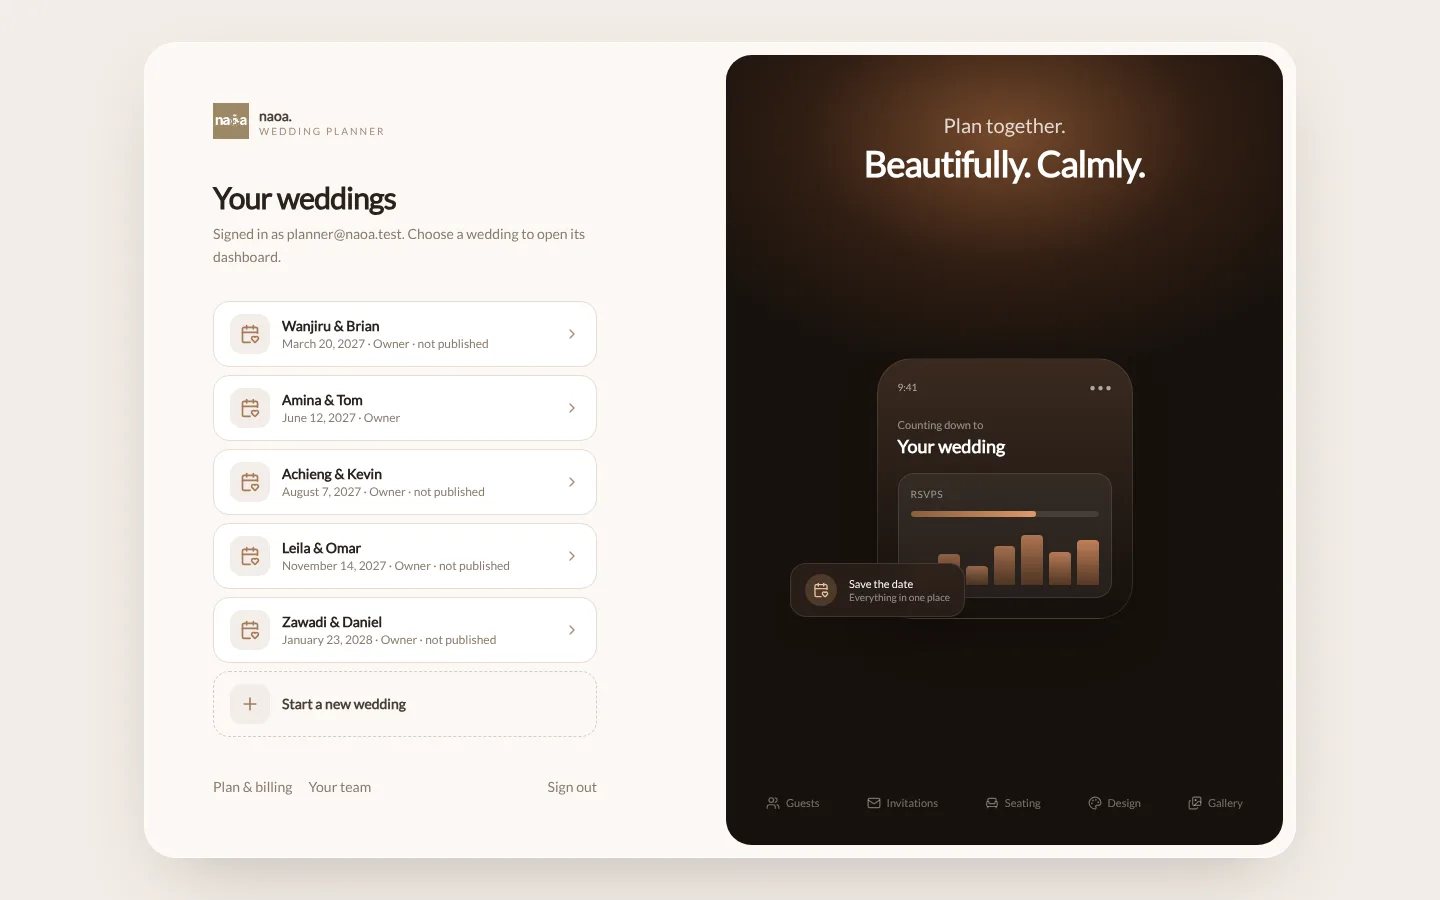 naoa
naoa.
WEDDING PLANNER
Your weddings
Signed in as planner@naoa.test. Choose a wedding to open its
dashboard.
Wanjiru & Brian
March 20, 2027 · Owner · not published
Amina & Tom
June 12, 2027 · Owner
Achieng & Kevin
August 7, 2027 · Owner · not published
Leila & Omar
November 14, 2027 · Owner · not published
Zawadi & Daniel
January 23, 2028 · Owner · not published
Start a new wedding
Plan & billing Your team Sign out
Plan together.
Beautifully. Calmly.
9:41
Counting down to
Your wedding
RSVPS
Save the date
Everything in one place
Guests Invitations Seating Design Gallery